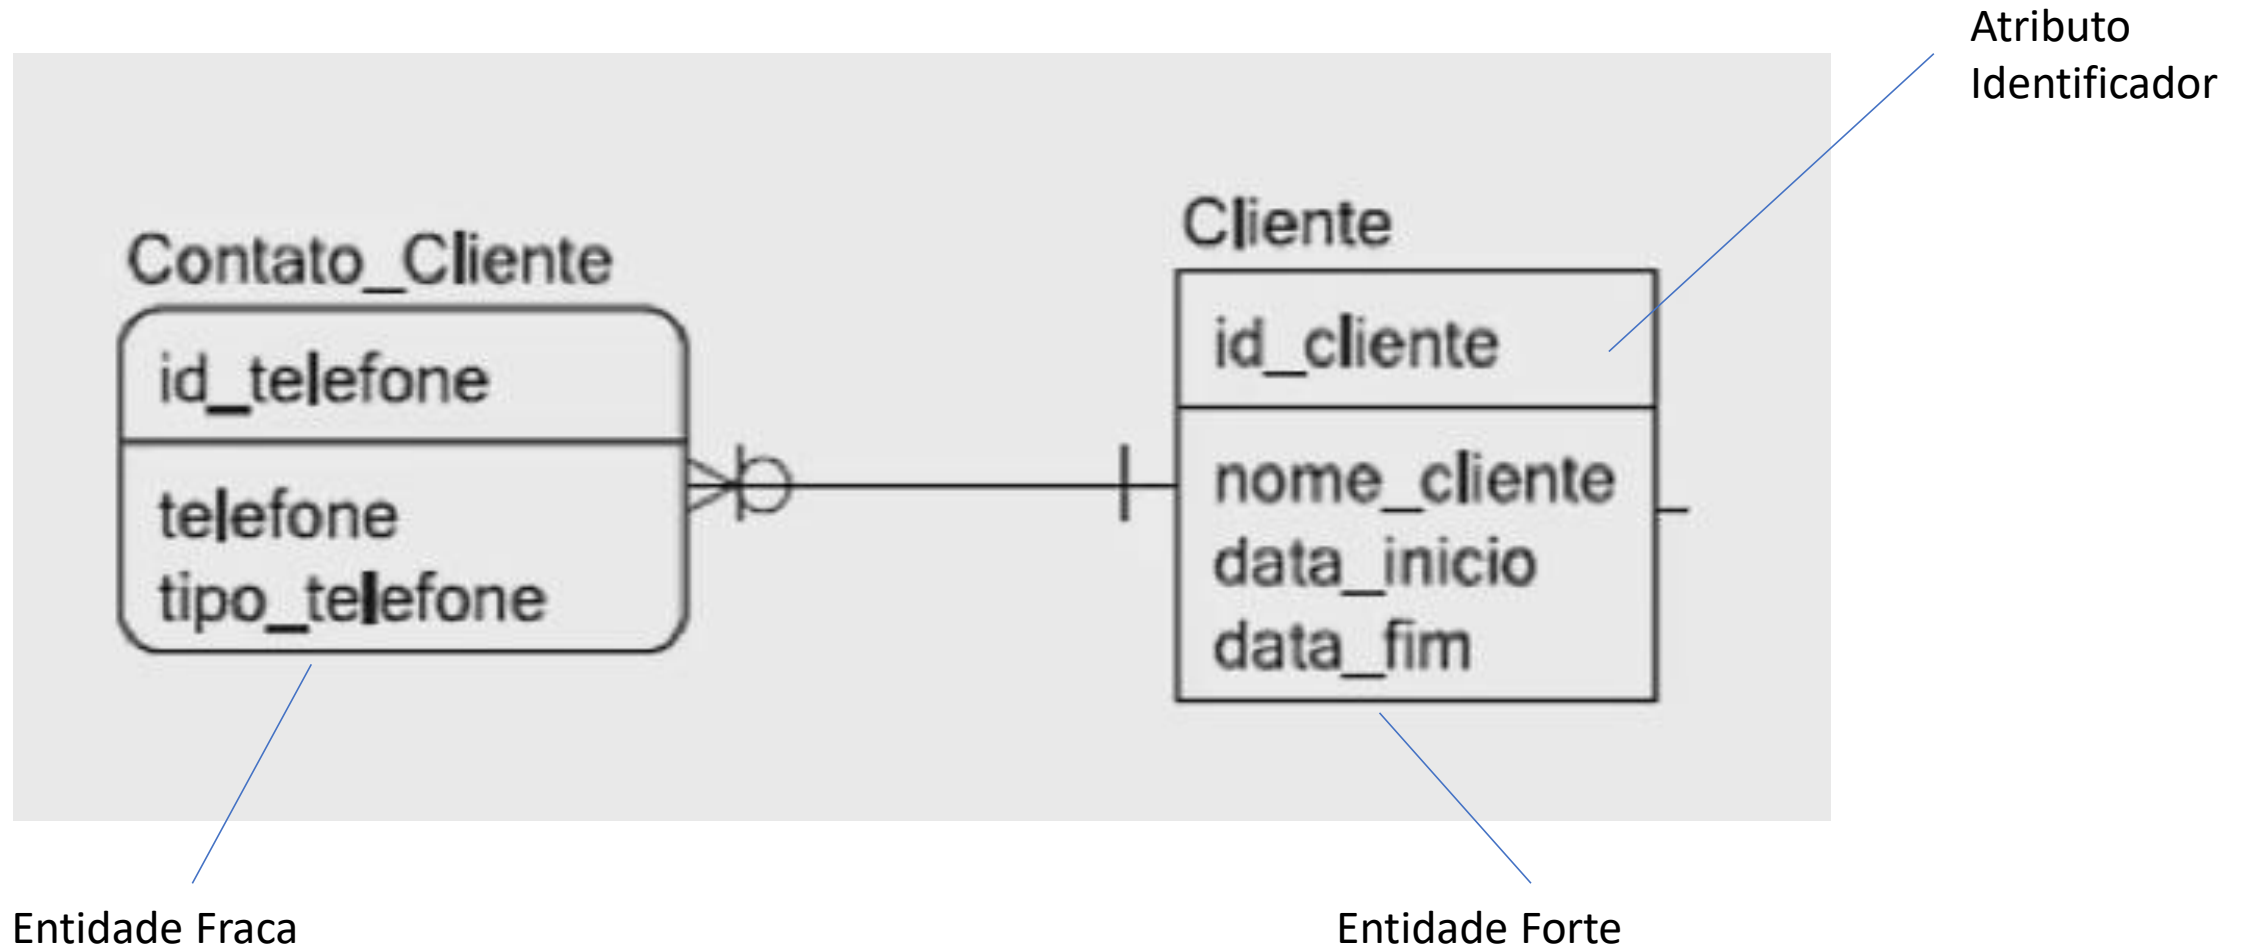 Atributo
Identificador
Contato_Cliente
id_telefone
telefone
tipo_telefone
Cliente
id_cliente
nome_cliente
data_inicio
data_fim
Entidade Fraca
Entidade Forte